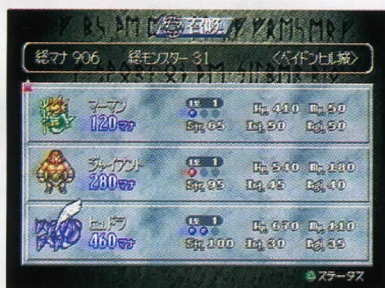 召喚
総マナ 906 総モンスター 31 <ベイドンヒル城>
マーマン LV 1 Hp. 410 Mp. 50
120マナ Str. 65 Int. 50 Agl. 50
ジャイアント LV 1 Hp. 540 Mp. 180
280マナ Str. 95 Int. 45 Agl. 40
ヒュドラ LV 1 Hp. 670 Mp. 110
460マナ Str. 100 Int. 30 Agl. 35
ステータス